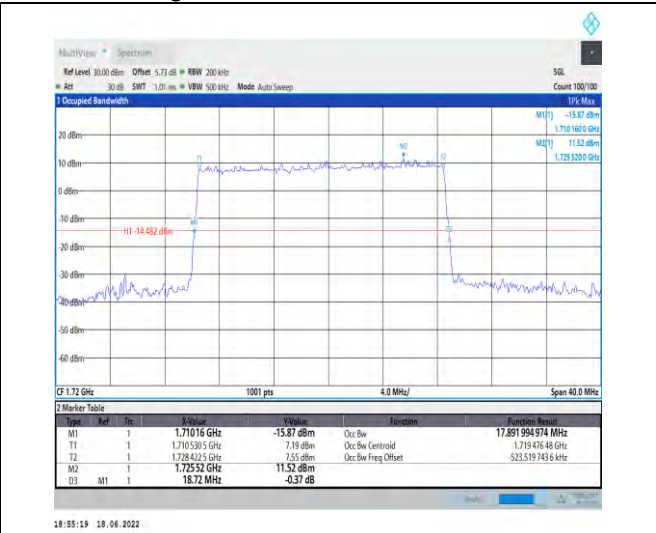 MultiView Spectrum
Ref Level 30.00 dBm Offset 5.73 dB RBW 200 kHz SGL
Att 30 dB SWT 1.01 ms VBW 500 kHz Mode Auto Sweep Count 100/100
1 Occupied Bandwidth 1Pk Max
M1[1] -15.87 dBm
1.710 160 0 GHz
M2[1] 11.52 dBm
1.725 520 0 GHz
20 dBm
M2
T1 T2
10 dBm
0 dBm
-10 dBm
M1
H1 -14.482 dBm
D3
-20 dBm
-30 dBm
-40 dBm
-50 dBm
-60 dBm
CF 1.72 GHz 1001 pts 4.0 MHz/ Span 40.0 MHz
2 Marker Table
Type Ref Trc X-Value Y-Value Function Function Result
M1 1 1.710 16 GHz -15.87 dBm Occ Bw 17.891 994 974 MHz
T1 1 1.710 530 5 GHz 7.19 dBm Occ Bw Centroid 1.719 476 48 GHz
T2 1 1.728 422 5 GHz 7.55 dBm Occ Bw Freq Offset -523.519 743 6 kHz
M2 1 1.725 52 GHz 11.52 dBm
D3 M1 1 18.72 MHz -0.37 dB
18:55:19 18.06.2022